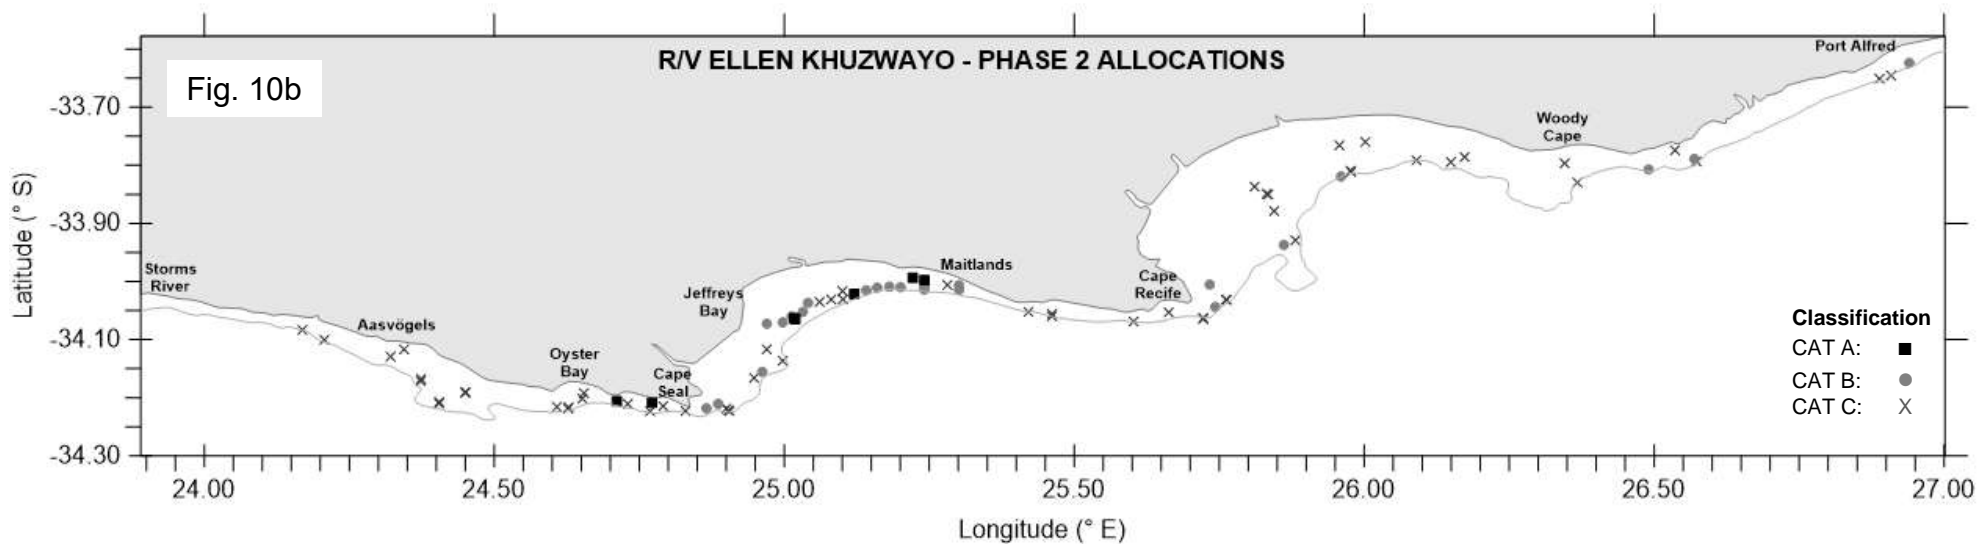 R/V ELLEN KHUZWAYO - PHASE 2 ALLOCATIONS
Fig. 10b
Port Alfred
Woody
Cape
Storms
River
Aasvögels
Oyster
Bay
Cape
Seal
Jeffreys
Bay
Maitlands
Cape
Recife
Classification
CAT A:
CAT B:
CAT C:
Latitude (° S)
-33.70
-33.90
-34.10
-34.30
24.00 24.50 25.00 25.50 26.00 26.50 27.00
Longitude (° E)